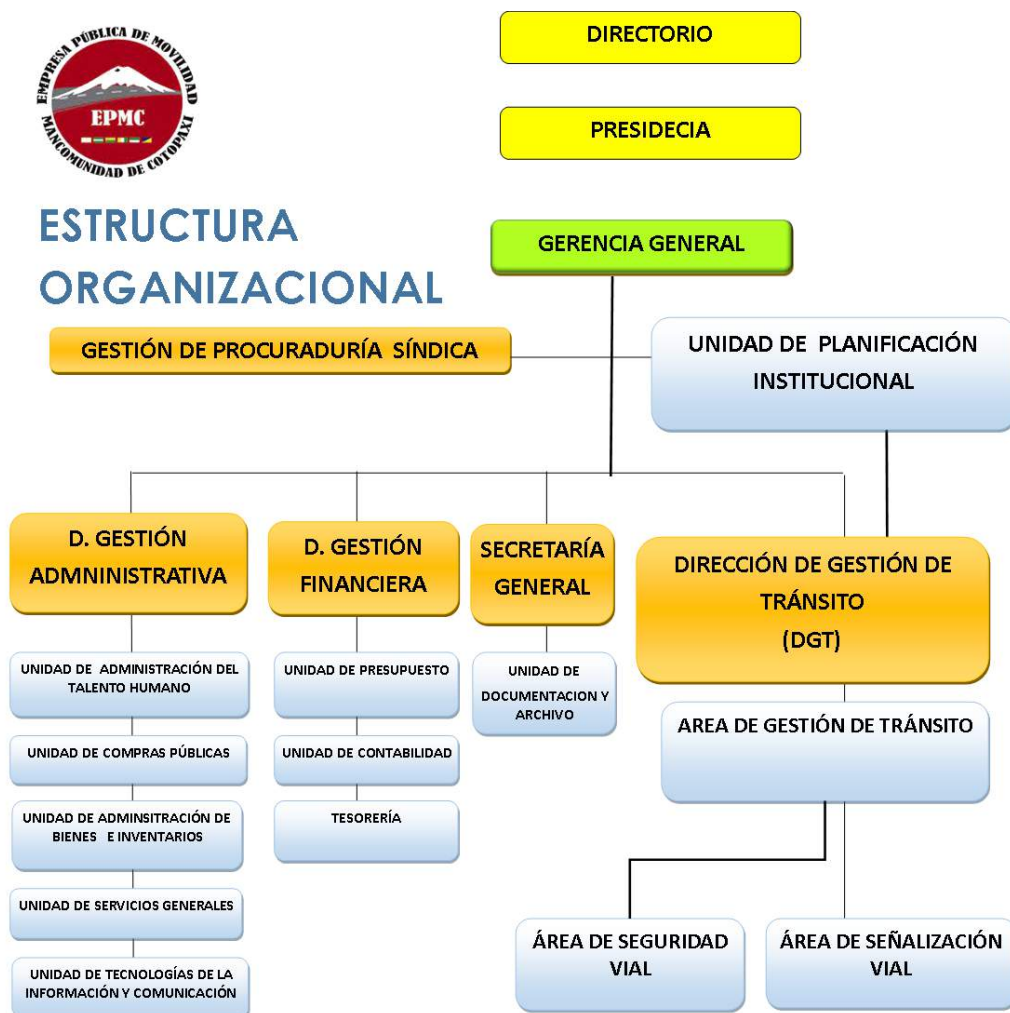 EMPRESA PÚBLICA DE MOVILIDAD
EPMC
MANCOMUNIDAD DE COTOPAXI
DIRECTORIO
PRESIDECIA
ESTRUCTURA
ORGANIZACIONAL
GERENCIA GENERAL
GESTIÓN DE PROCURADURÍA SÍNDICA
UNIDAD DE PLANIFICACIÓN
INSTITUCIONAL
D. GESTIÓN
ADMNINISTRATIVA
D. GESTIÓN
FINANCIERA
SECRETARÍA
GENERAL
DIRECCIÓN DE GESTIÓN DE
TRÁNSITO
(DGT)
UNIDAD DE ADMINISTRACIÓN DEL
TALENTO HUMANO
UNIDAD DE PRESUPUESTO
UNIDAD DE
DOCUMENTACION Y
ARCHIVO
AREA DE GESTIÓN DE TRÁNSITO
UNIDAD DE COMPRAS PÚBLICAS
UNIDAD DE CONTABILIDAD
UNIDAD DE ADMINSITRACIÓN DE
BIENES E INVENTARIOS
TESORERÍA
UNIDAD DE SERVICIOS GENERALES
ÁREA DE SEGURIDAD
VIAL
ÁREA DE SEÑALIZACIÓN
VIAL
UNIDAD DE TECNOLOGÍAS DE LA
INFORMACIÓN Y COMUNICACIÓN